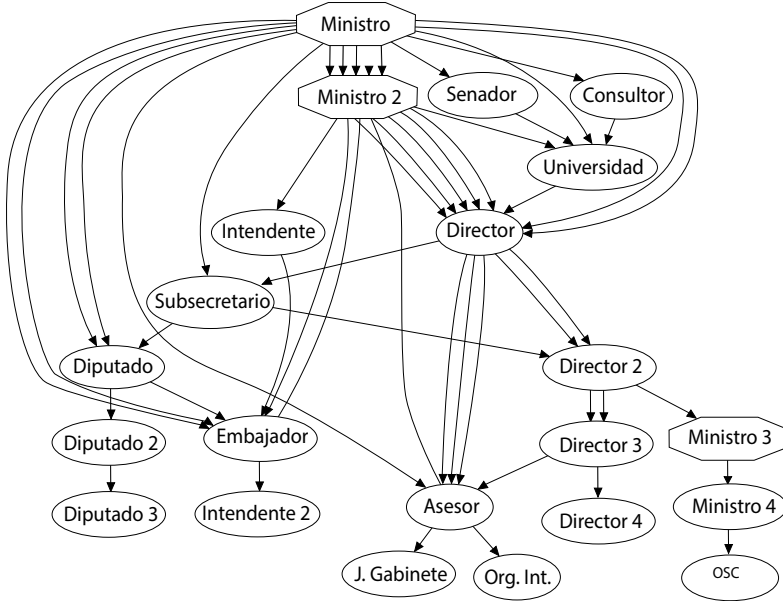 Ministro
Ministro 2
Senador
Consultor
Universidad
Intendente
Director
Subsecretario
Diputado
Director 2
Diputado 2
Embajador
Director 3
Ministro 3
Diputado 3
Intendente 2
Asesor
Director 4
Ministro 4
J. Gabinete
Org. Int.
OSC